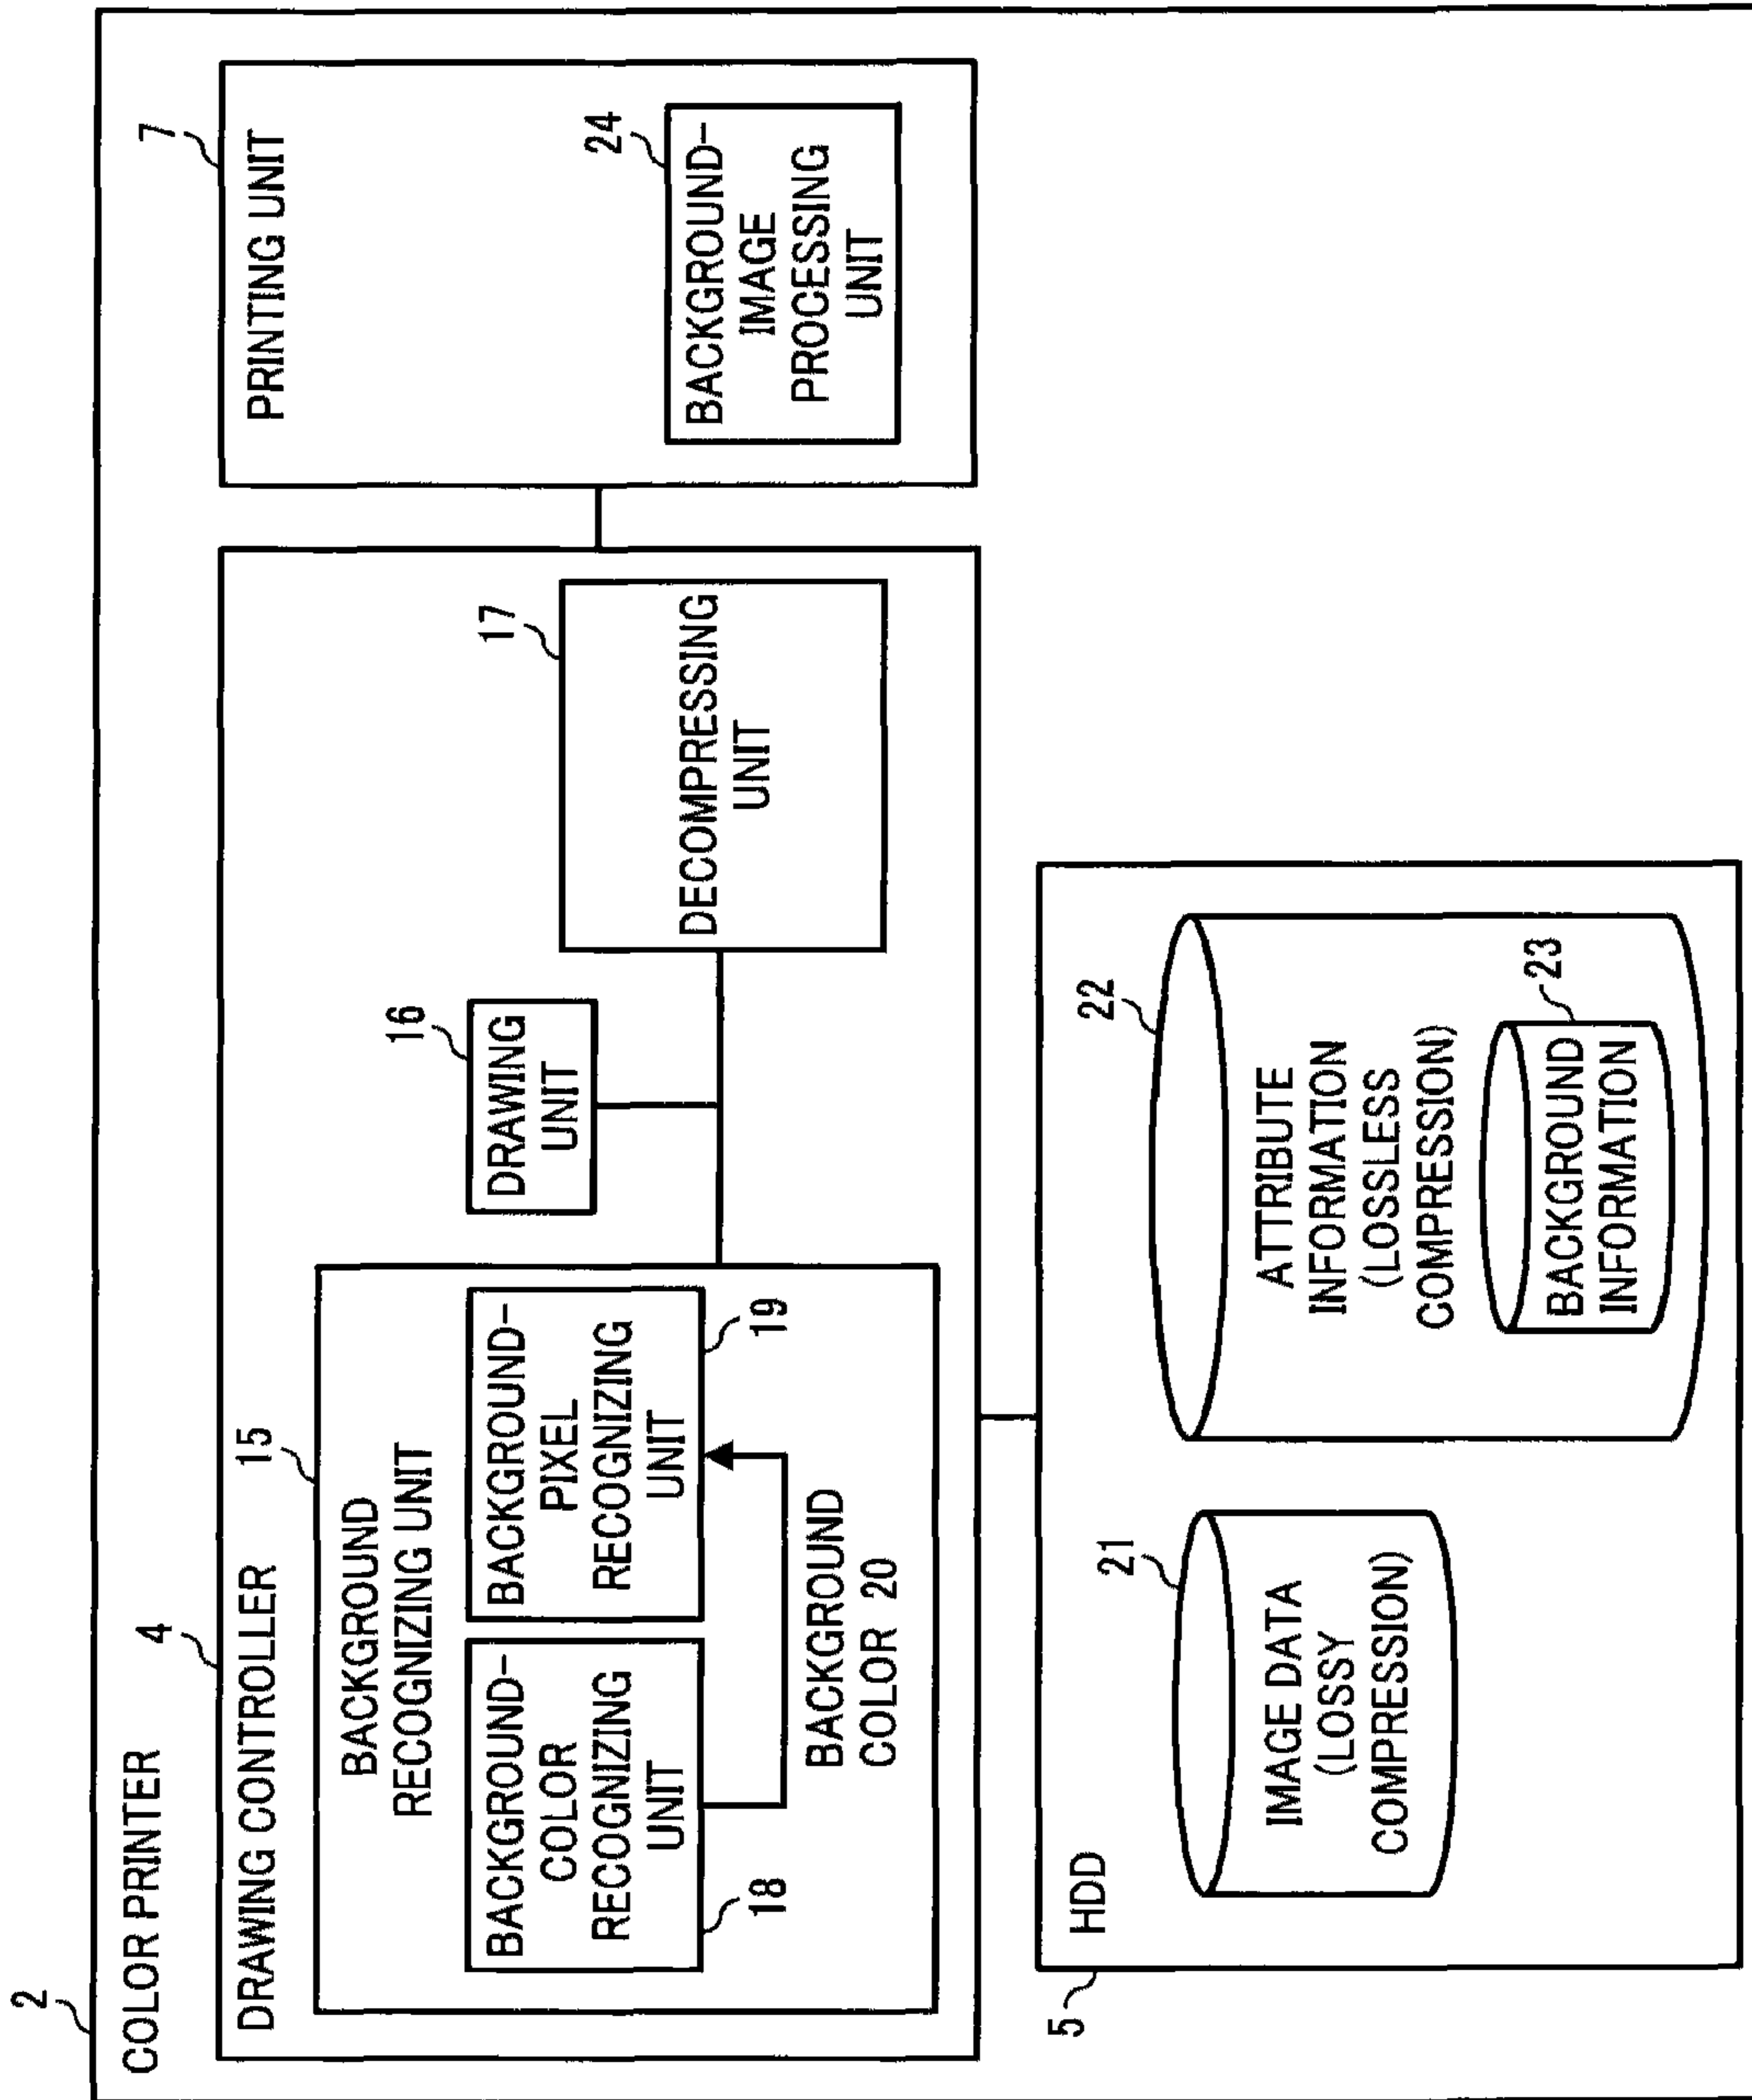 2
COLOR PRINTER
4
DRAWING CONTROLLER
15
BACKGROUND
RECOGNIZING UNIT
BACKGROUND-
COLOR
RECOGNIZING
UNIT
18
BACKGROUND-
PIXEL
RECOGNIZING
UNIT
19
BACKGROUND
COLOR 20
16
DRAWING
UNIT
17
DECOMPRESSING
UNIT
7
PRINTING UNIT
24
BACKGROUND-
IMAGE
PROCESSING
UNIT
5
HDD
21
IMAGE DATA
(LOSSY
COMPRESSION)
22
ATTRIBUTE
INFORMATION
(LOSSLESS
COMPRESSION)
23
BACKGROUND
INFORMATION